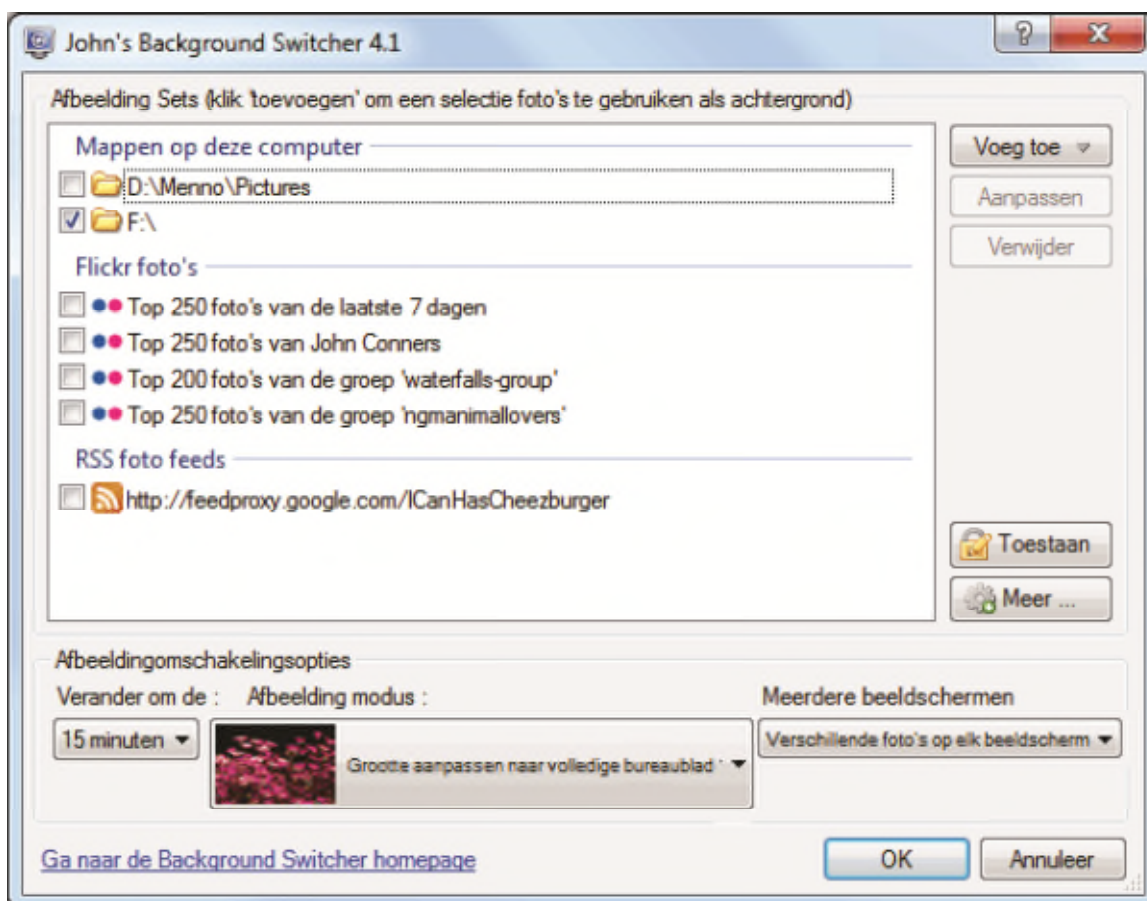 John's Background Switcher 4.1
Afbeelding Sets (klik 'toevoegen' om een selectie foto's te gebruiken als achtergrond)
Mappen op deze computer
D:\Menno\Pictures
F:\
Flickr foto's
Top 250 foto's van de laatste 7 dagen
Top 250 foto's van John Conners
Top 200 foto's van de groep 'waterfalls-group'
Top 250 foto's van de groep 'ngmanimallovers'
RSS foto feeds
http://feedproxy.google.com/ICanHasCheezburger
Voeg toe
Aanpassen
Verwijder
Toestaan
Meer ...
Afbeeldingomschakelingsopties
Verander om de :
Afbeelding modus :
Meerdere beeldschermen
15 minuten
Grootte aanpassen naar volledige bureaublad
Verschillende foto's op elk beeldscherm
Ga naar de Background Switcher homepage
OK
Annuleer